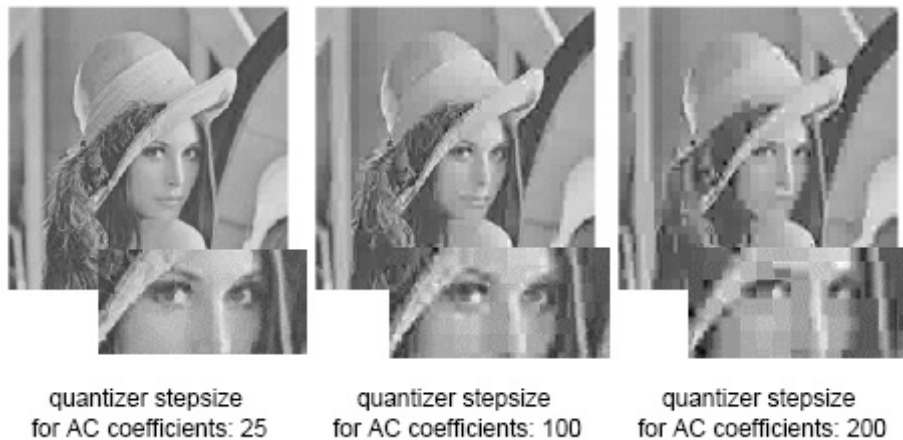 quantizer stepsize
for AC coefficients: 25
quantizer stepsize
for AC coefficients: 100
quantizer stepsize
for AC coefficients: 200